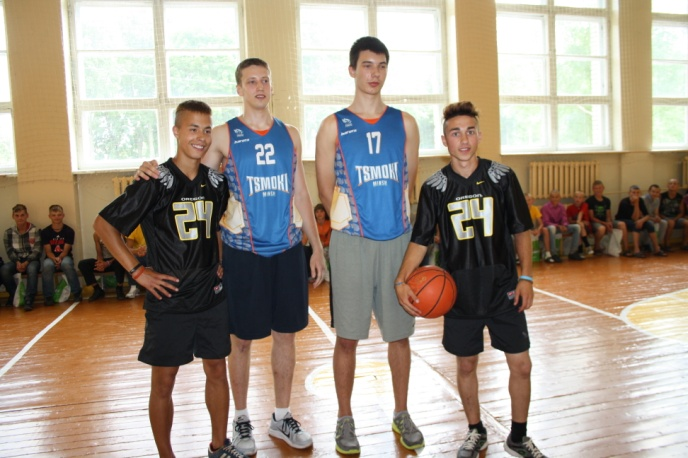 OREGON
24
22
TSMOKI
MINSK
17
TSMOKI
MINSK
OREGON
24